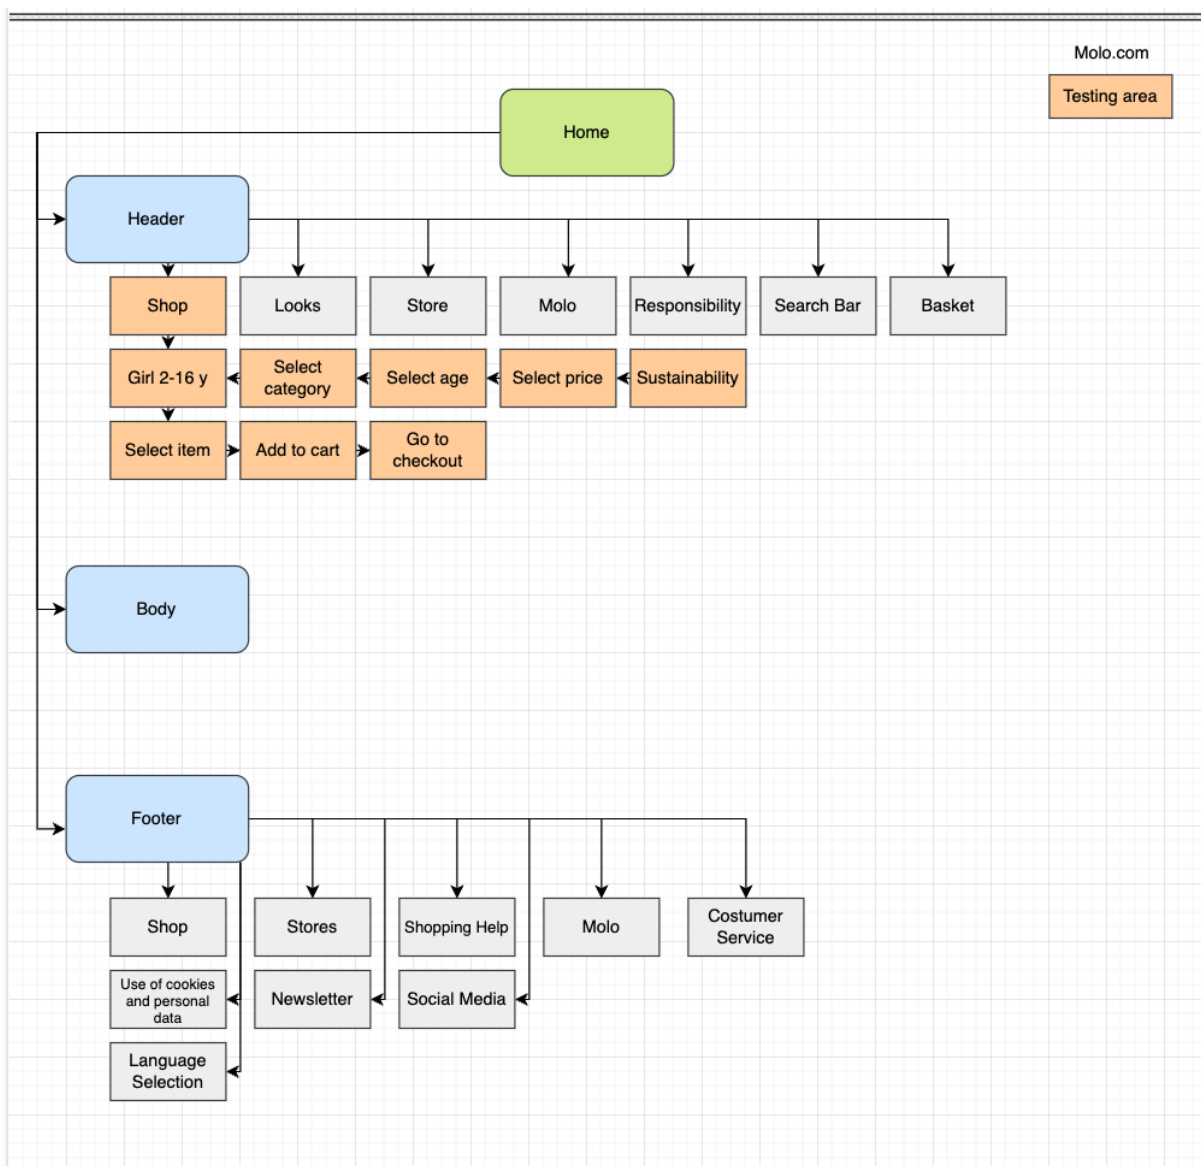 Molo.com
Testing area
Home
Header
Shop
Looks
Store
Molo
Responsibility
Search Bar
Basket
Girl 2-16 y
Select
category
Select age
Select price
Sustainability
Select item
Add to cart
Go to
checkout
Body
Footer
Shop
Stores
Shopping Help
Molo
Costumer
Service
Use of cookies
and personal
data
Newsletter
Social Media
Language
Selection